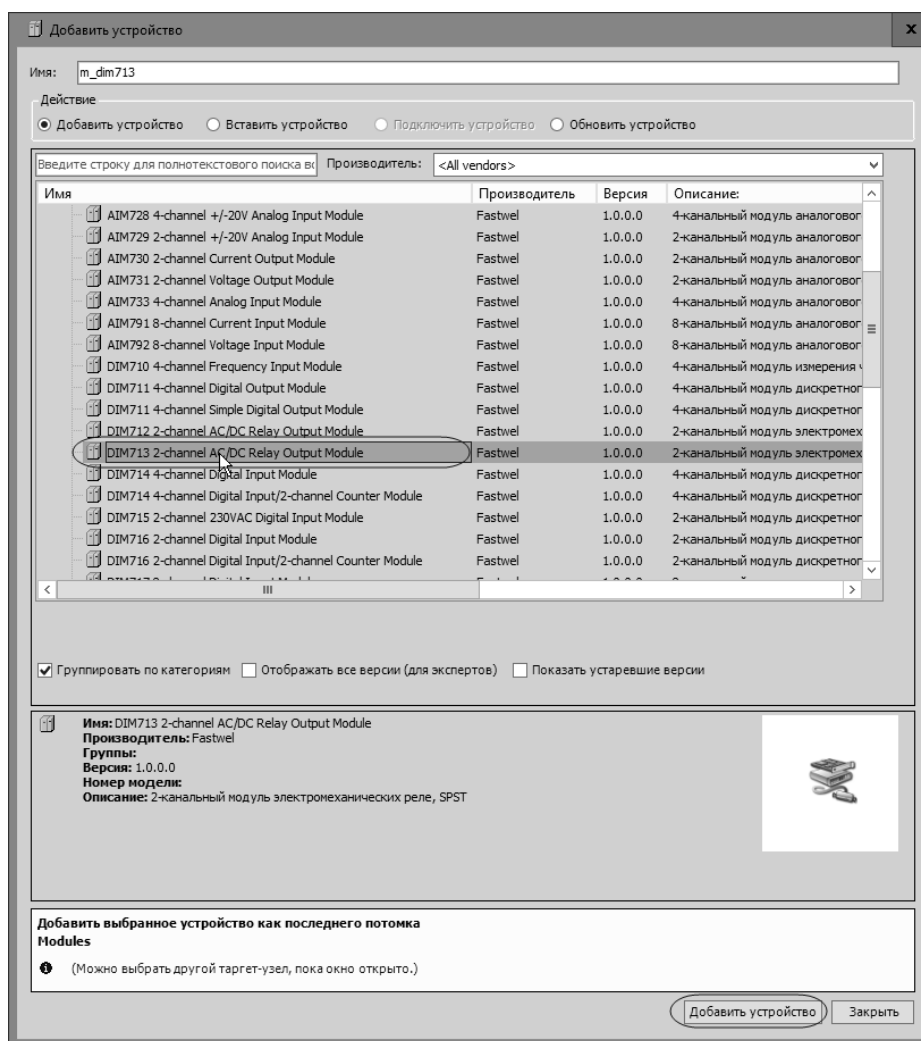 Добавить устройство x
Имя: m_dim713
Действие
Добавить устройство Вставить устройство Подключить устройство Обновить устройство
Введите строку для полнотекстового поиска вс Производитель: <All vendors>
Имя Производитель Версия Описание:
AIM728 4-channel +/-20V Analog Input Module Fastwel 1.0.0.0 4-канальный модуль аналоговог
AIM729 2-channel +/-20V Analog Input Module Fastwel 1.0.0.0 2-канальный модуль аналоговог
AIM730 2-channel Current Output Module Fastwel 1.0.0.0 2-канальный модуль аналоговог
AIM731 2-channel Voltage Output Module Fastwel 1.0.0.0 2-канальный модуль аналоговог
AIM733 4-channel Analog Input Module Fastwel 1.0.0.0 4-канальный модуль аналоговог
AIM791 8-channel Current Input Module Fastwel 1.0.0.0 8-канальный модуль аналоговог
AIM792 8-channel Voltage Input Module Fastwel 1.0.0.0 8-канальный модуль аналоговог
DIM710 4-channel Frequency Input Module Fastwel 1.0.0.0 4-канальный модуль измерения ч
DIM711 4-channel Digital Output Module Fastwel 1.0.0.0 4-канальный модуль дискретног
DIM711 4-channel Simple Digital Output Module Fastwel 1.0.0.0 4-канальный модуль дискретног
DIM712 2-channel AC/DC Relay Output Module Fastwel 1.0.0.0 2-канальный модуль электромех
DIM713 2-channel AC/DC Relay Output Module Fastwel 1.0.0.0 2-канальный модуль электромех
DIM714 4-channel Digital Input Module Fastwel 1.0.0.0 4-канальный модуль дискретног
DIM714 4-channel Digital Input/2-channel Counter Module Fastwel 1.0.0.0 4-канальный модуль дискретног
DIM715 2-channel 230VAC Digital Input Module Fastwel 1.0.0.0 2-канальный модуль дискретног
DIM716 2-channel Digital Input Module Fastwel 1.0.0.0 2-канальный модуль дискретног
DIM716 2-channel Digital Input/2-channel Counter Module Fastwel 1.0.0.0 2-канальный модуль дискретног
Группировать по категориям Отображать все версии (для экспертов) Показать устаревшие версии
Имя: DIM713 2-channel AC/DC Relay Output Module
Производитель: Fastwel
Группы:
Версия: 1.0.0.0
Номер модели:
Описание: 2-канальный модуль электромеханических реле, SPST
Добавить выбранное устройство как последнего потомка
Modules
(Можно выбрать другой таргет-узел, пока окно открыто.)
Добавить устройство Закрыть